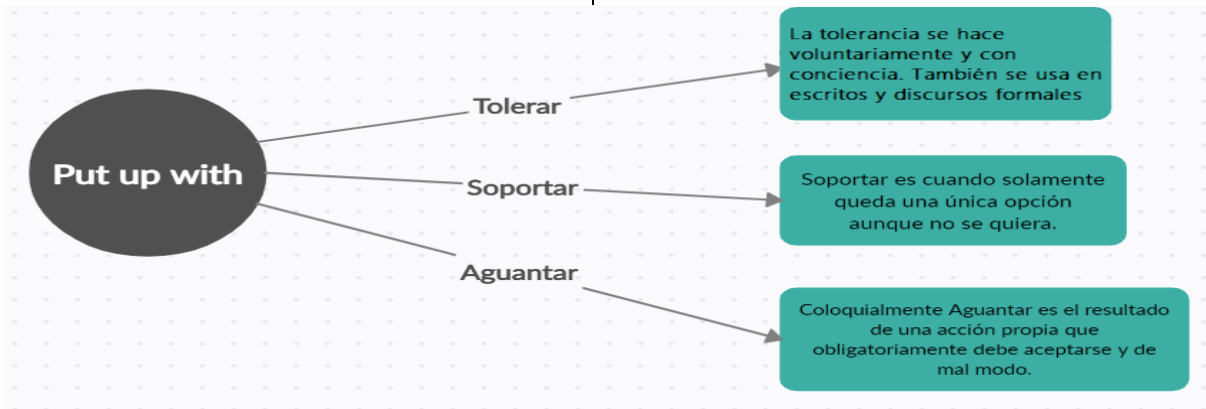 Put up with
Tolerar
La tolerancia se hace
voluntariamente y con
conciencia. También se usa en
escritos y discursos formales
Soportar
Soportar es cuando solamente
queda una única opción
aunque no se quiera.
Aguantar
Coloquialmente Aguantar es el resultado
de una acción propia que
obligatoriamente debe aceptarse y de
mal modo.